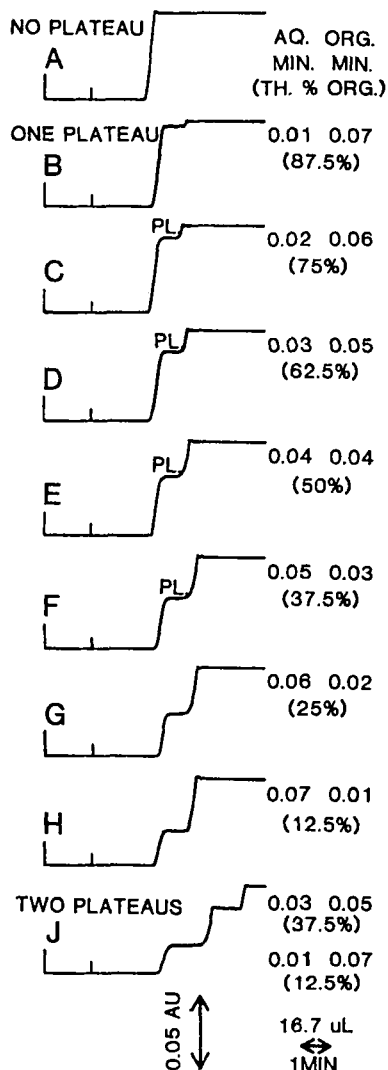 NO PLATEAU
A
AQ. ORG.
MIN. MIN.
(TH. % ORG.)
ONE PLATEAU
B
0.01 0.07
(87.5%)
PL
C
0.02 0.06
(75%)
PL
D
0.03 0.05
(62.5%)
PL
E
0.04 0.04
(50%)
PL
F
0.05 0.03
(37.5%)
G
0.06 0.02
(25%)
H
0.07 0.01
(12.5%)
TWO PLATEAUS
J
0.03 0.05
(37.5%)
0.01 0.07
(12.5%)
0.05 AU
16.7 uL
1MIN